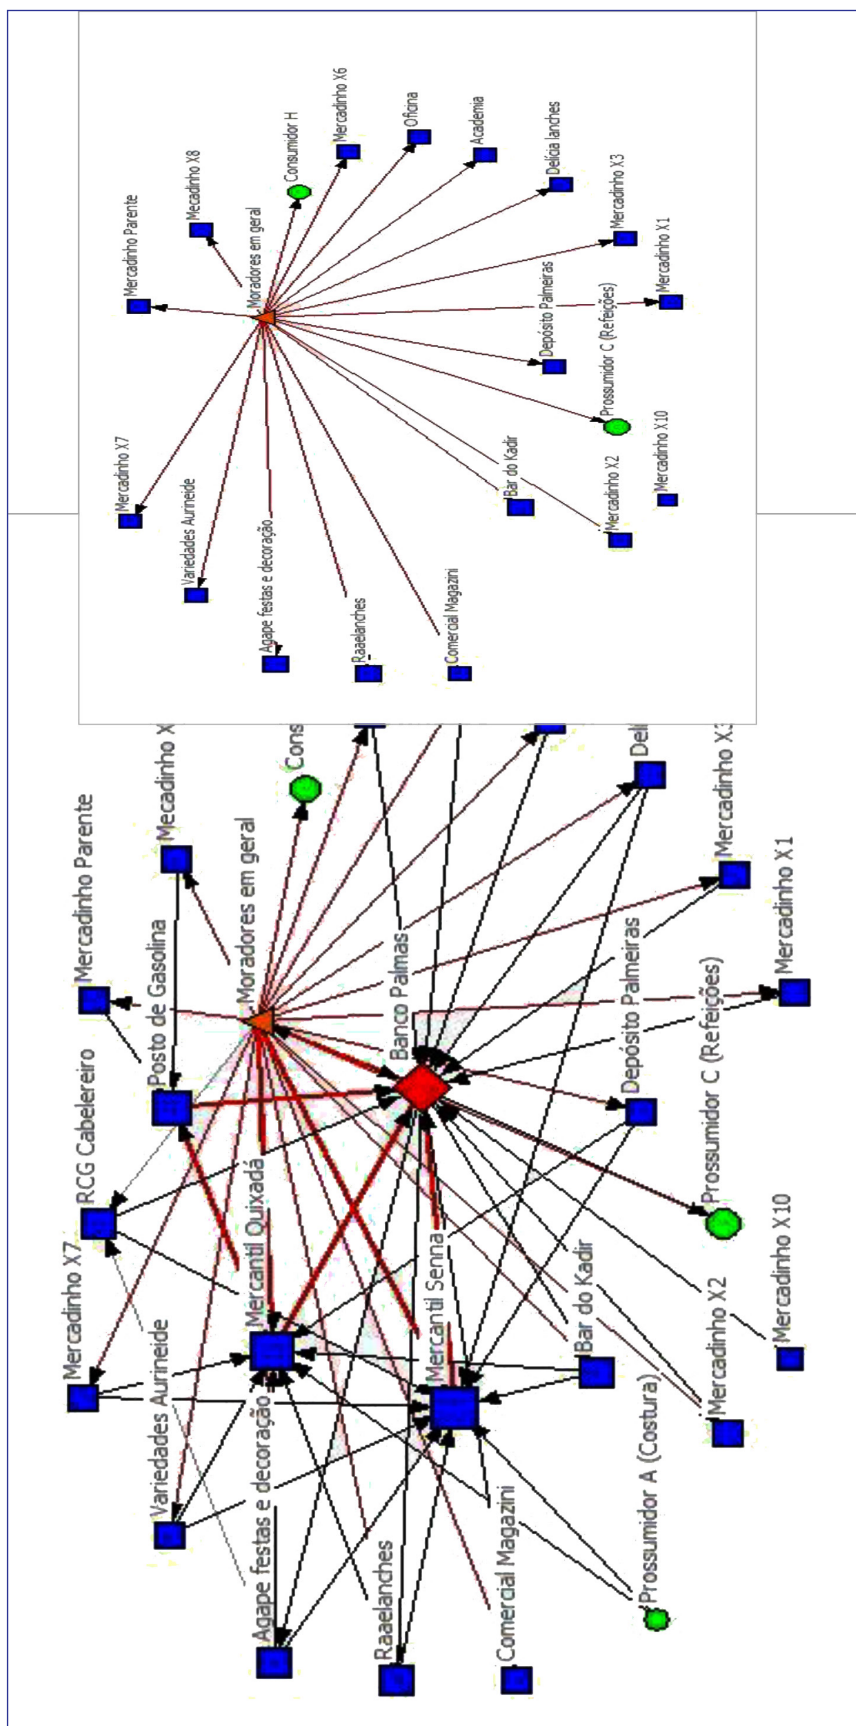 Mercadinho Parente
Mecadinho X8
Consumidor H
Mercadinho X6
Oficina
Academia
Delícia lanches
Mercadinho X3
Mercadinho X1
Moradores em geral
Depósito Palmeiras
Prossumidor C (Refeições)
Mercadinho X7
Variedades Aurineide
Agape festas e decoração
Raaelanches
Comercial Magazini
Bar do Kadir
Mercadinho X2
Mercadinho X10
Mercadinho Parente
Mecadinho X
Cons
Deli
Mercadinho X3
Mercadinho X1
Posto de Gasolina
Moradores em geral
Banco Palmas
Depósito Palmeiras
Prossumidor C (Refeições)
RCG Cabelereiro
Mercadinho X7
Mercantil Quixadá
Mercantil Senna
Bar do Kadir
Mercadinho X2
Mercadinho X10
Variedades Aurineide
Agape festas e decoração
Raaelanches
Comercial Magazini
Prossumidor A (Costura)